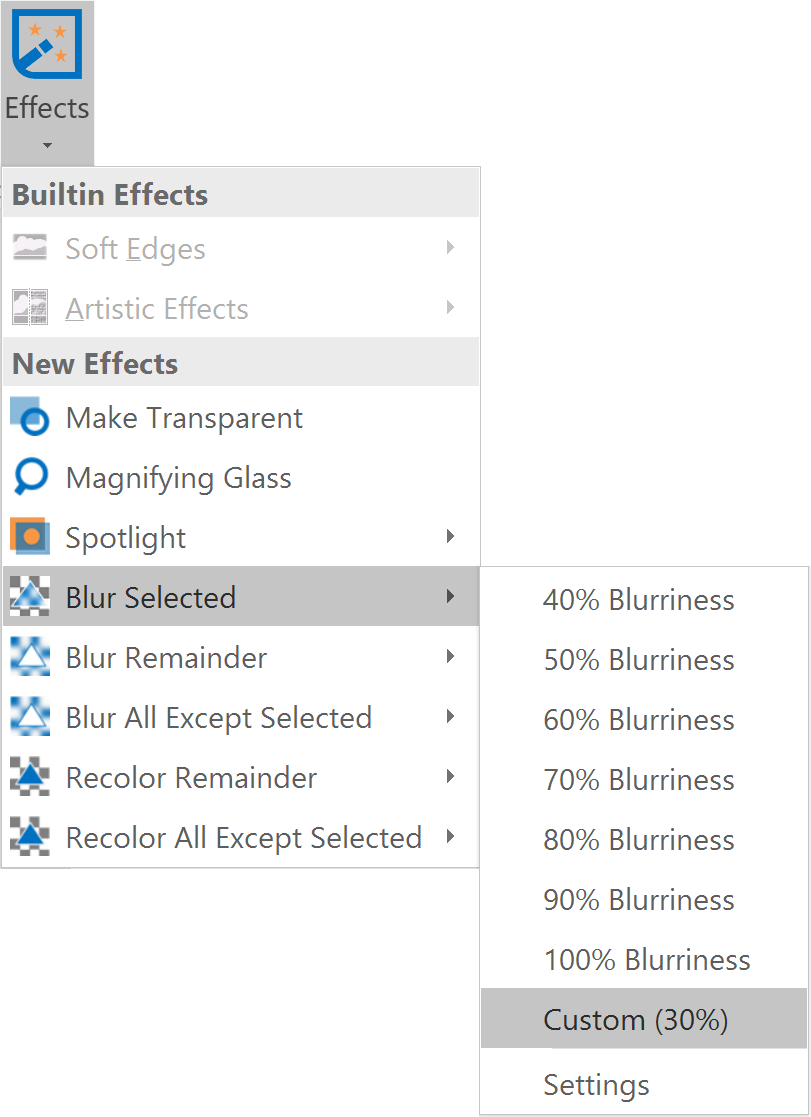 Effects
Builtin Effects
Soft Edges
Artistic Effects
New Effects
Make Transparent
Magnifying Glass
Spotlight
Blur Selected
Blur Remainder
Blur All Except Selected
Recolor Remainder
Recolor All Except Selected
40% Blurriness
50% Blurriness
60% Blurriness
70% Blurriness
80% Blurriness
90% Blurriness
100% Blurriness
Custom (30%)
Settings